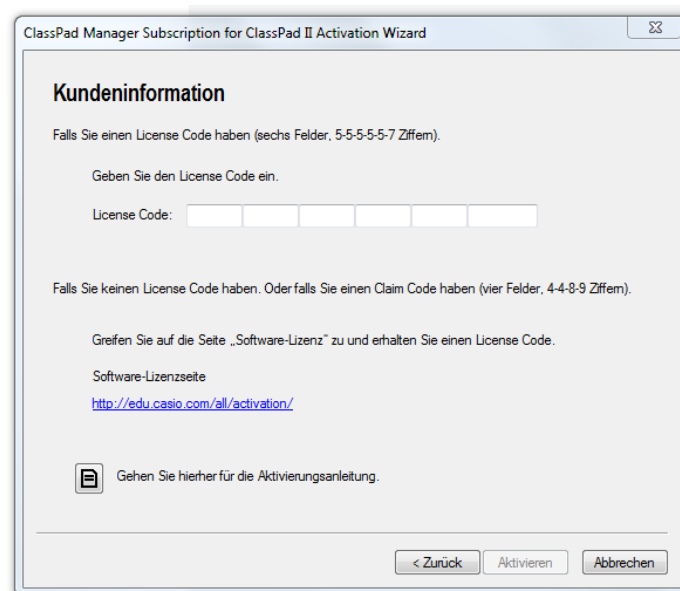 ClassPad Manager Subscription for ClassPad II Activation Wizard
Kundeninformation
Falls Sie einen License Code haben (sechs Felder, 5-5-5-5-5-7 Ziffern).
Geben Sie den License Code ein.
License Code:
Falls Sie keinen License Code haben. Oder falls Sie einen Claim Code haben (vier Felder, 4-4-8-9 Ziffern).
Greifen Sie auf die Seite „Software-Lizenz" zu und erhalten Sie einen License Code.
Software-Lizenzseite
http://edu.casio.com/all/activation/
Gehen Sie hierher für die Aktivierungsanleitung.
< Zurück Aktivieren Abbrechen